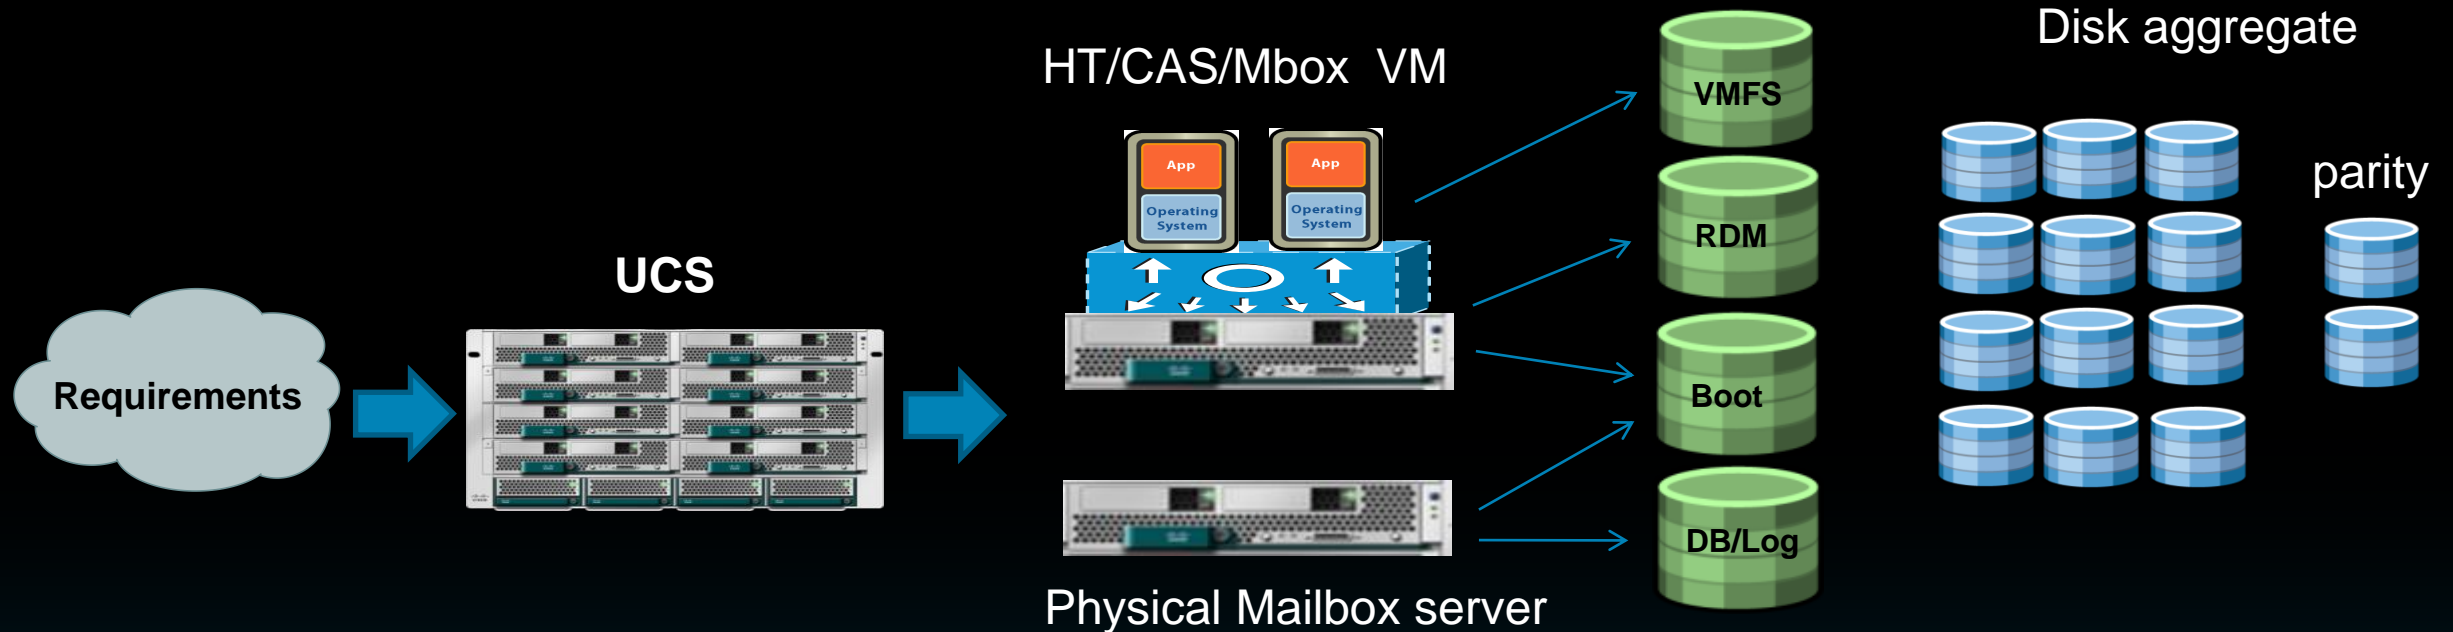 Requirements
UCS
HT/CAS/Mbox VM
App
Operating
System
App
Operating
System
Physical Mailbox server
VMFS
RDM
Boot
DB/Log
Disk aggregate
parity